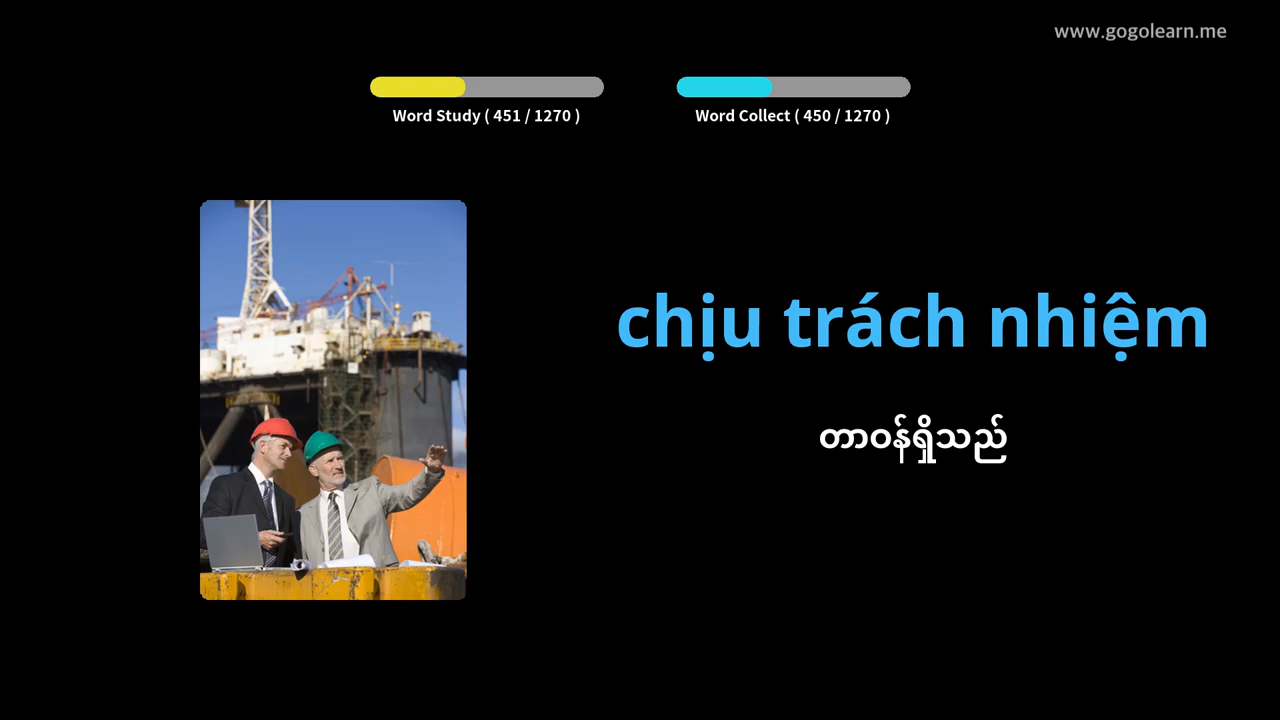 www.gogolearn.me
Word Study ( 451 / 1270 )
Word Collect ( 450 / 1270 )
chịu trách nhiệm
တာဝန်ရှိသည်